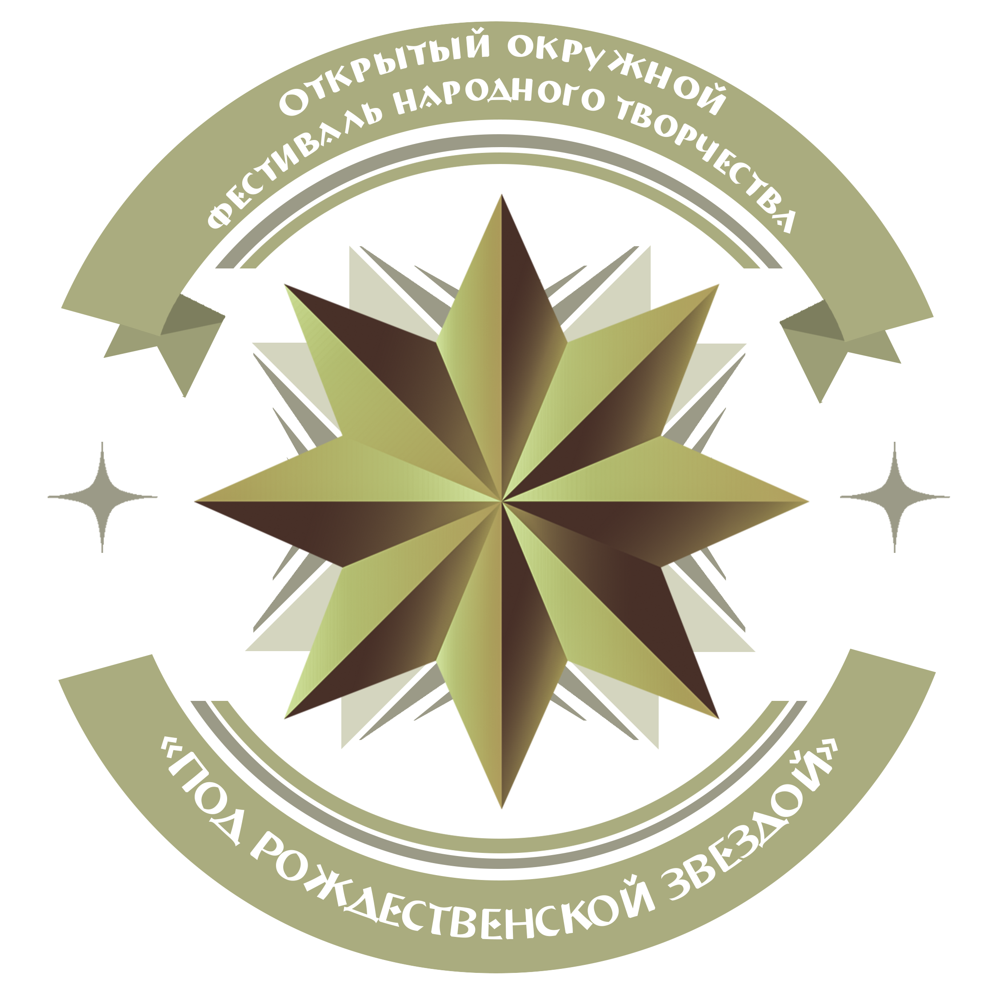 ОТКРЫТЫЙ ОКРУЖНОЙ
ФЕСТИВАЛЬ НАРОДНОГО ТВОРЧЕСТВА
«ПОД РОЖДЕСТВЕНСКОЙ ЗВЕЗДОЙ»